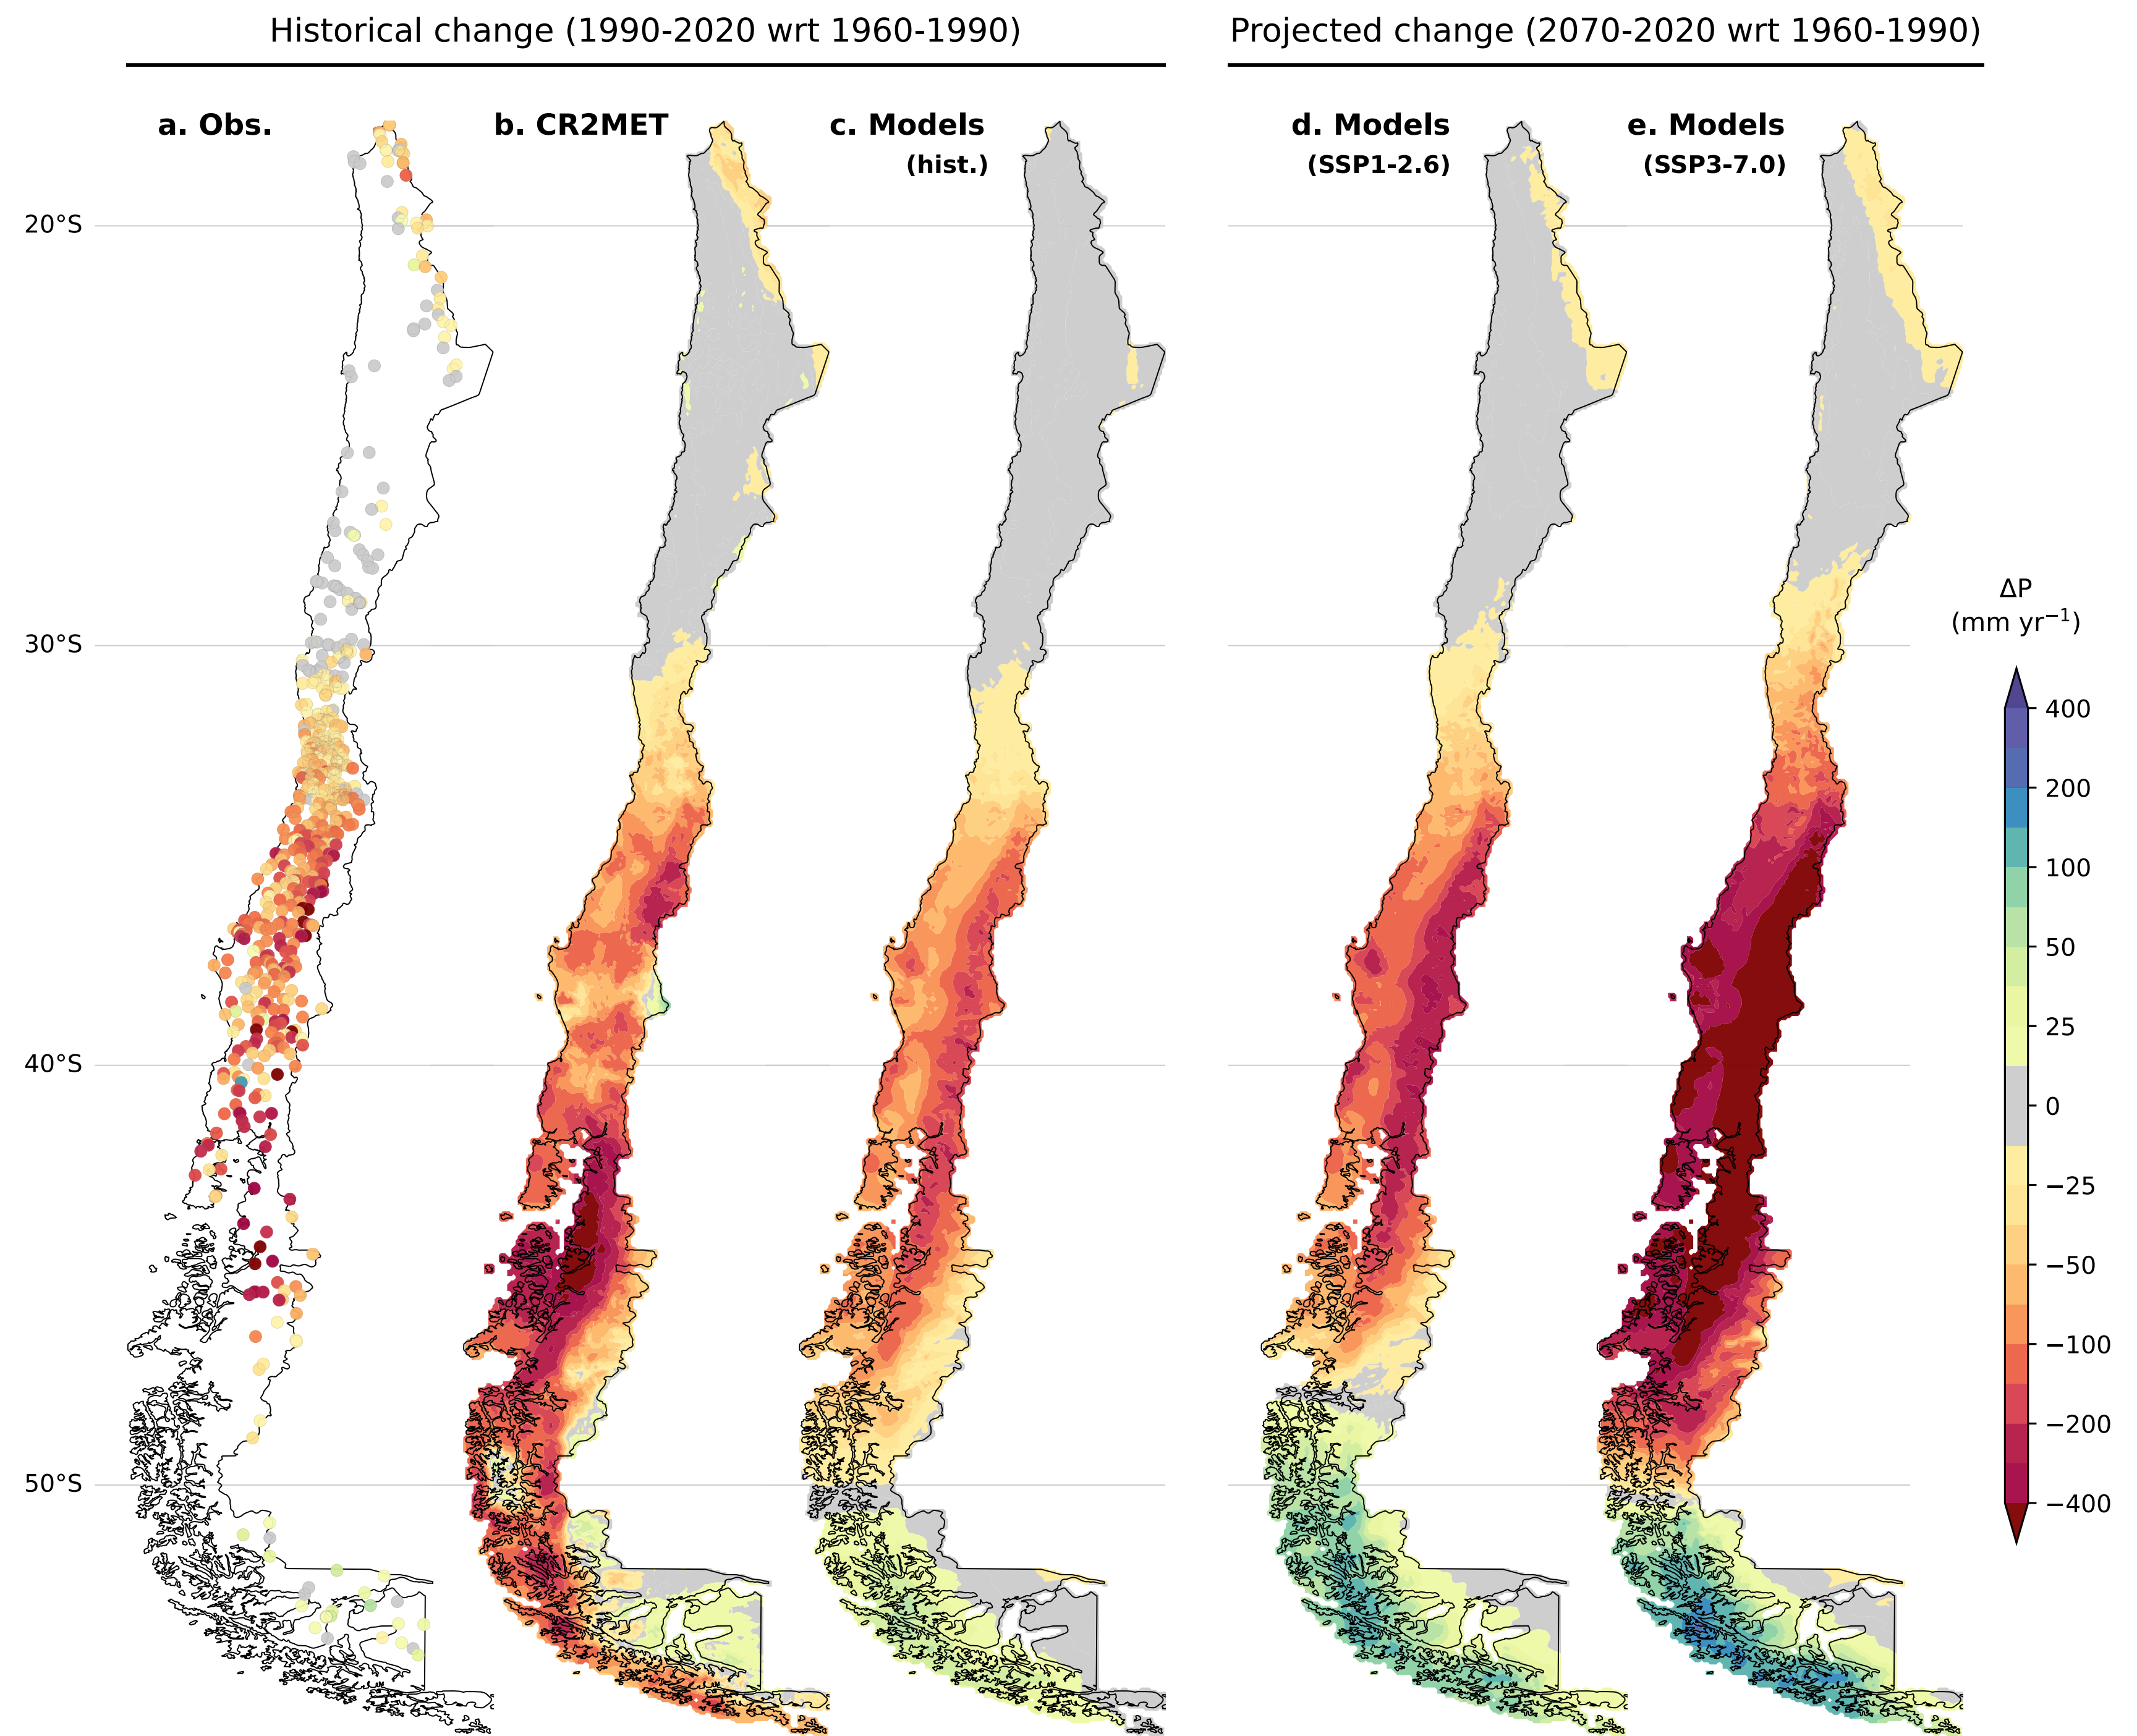 Historical change (1990-2020 wrt 1960-1990)
Projected change (2070-2020 wrt 1960-1990)
a. Obs.
b. CR2MET
c. Models
(hist.)
d. Models
(SSP1-2.6)
e. Models
(SSP3-7.0)
20°S
30°S
40°S
50°S
ΔP
(mm yr⁻¹)
400
200
100
50
25
0
−25
−50
−100
−200
−400